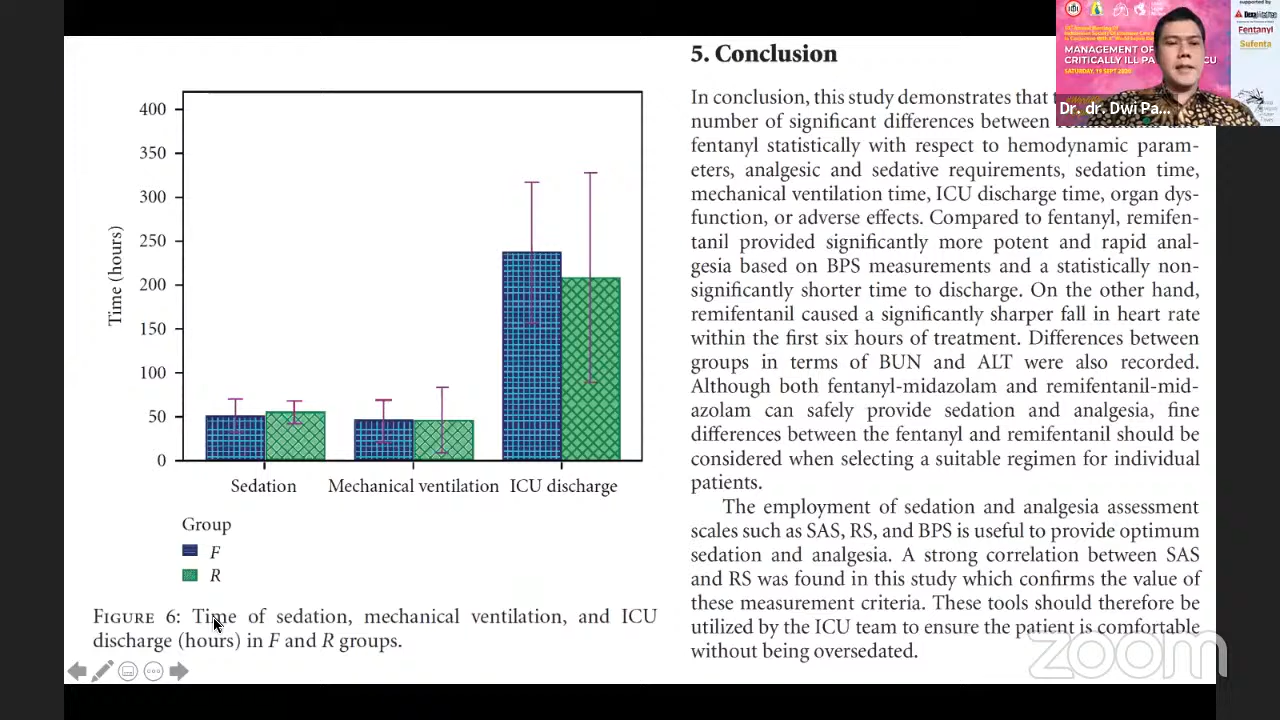 400
350
300
250
200
150
100
50
0
Time (hours)
Sedation
Mechanical ventilation
ICU discharge
Group
F
R
FIGURE 6: Time of sedation, mechanical ventilation, and ICU
discharge (hours) in F and R groups.
5. Conclusion
In conclusion, this study demonstrates that
number of significant differences between
fentanyl statistically with respect to hemodynamic param-
eters, analgesic and sedative requirements, sedation time,
mechanical ventilation time, ICU discharge time, organ dys-
function, or adverse effects. Compared to fentanyl, remifen-
tanil provided significantly more potent and rapid anal-
gesia based on BPS measurements and a statistically non-
significantly shorter time to discharge. On the other hand,
remifentanil caused a significantly sharper fall in heart rate
within the first six hours of treatment. Differences between
groups in terms of BUN and ALT were also recorded.
Although both fentanyl-midazolam and remifentanil-mid-
azolam can safely provide sedation and analgesia, fine
differences between the fentanyl and remifentanil should be
considered when selecting a suitable regimen for individual
patients.
The employment of sedation and analgesia assessment
scales such as SAS, RS, and BPS is useful to provide optimum
sedation and analgesia. A strong correlation between SAS
and RS was found in this study which confirms the value of
these measurement criteria. These tools should therefore be
utilized by the ICU team to ensure the patient is comfortable
without being oversedated.
MANAGEMENT OF
CRITICALLY ILL PA CU
SATURDAY, 19 SEPT 2020
supported by
Fentanyl
Sufenta
Dr. dr. Dwi Pa...
zoom